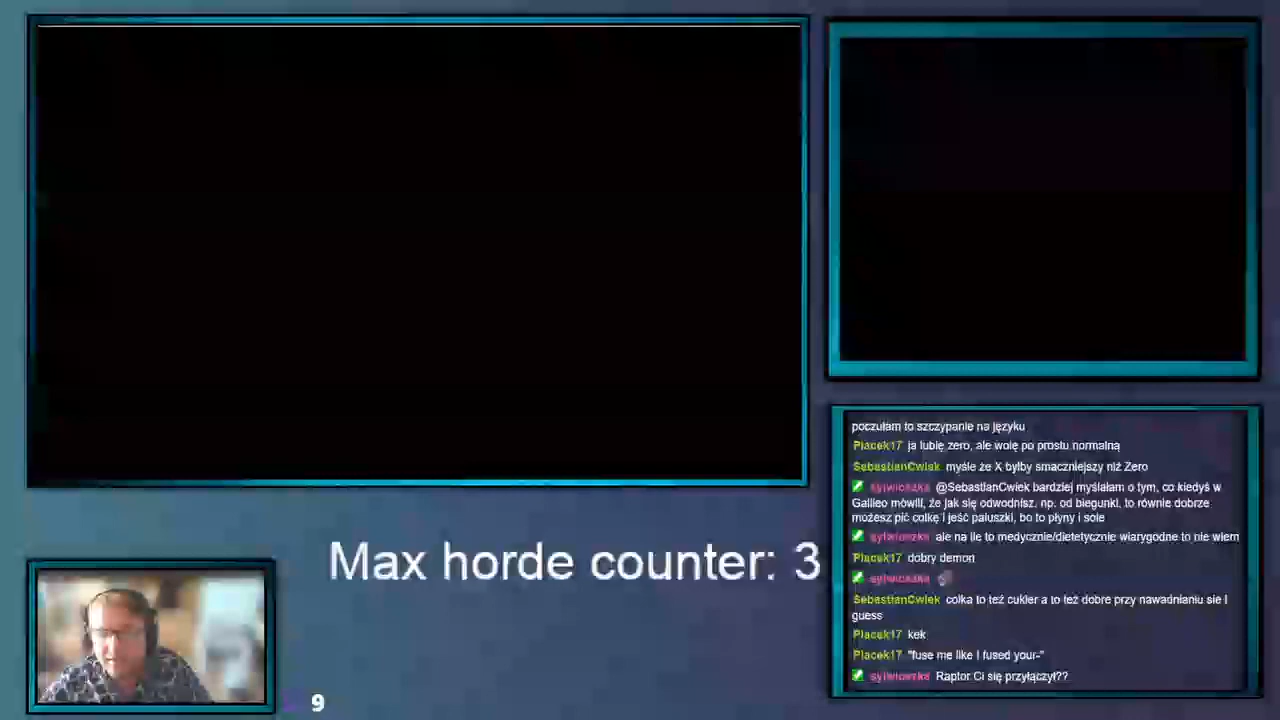 poczułam to szczypanie na języku
Placek17 ja lubię zero, ale wolę po prostu normalną
SebastianCwiek myśle że X byłby smaczniejszy niż Zero
sylwioszka @SebastianCwiek bardziej myślałam o tym, co kiedyś w
Galileo mówili, że jak się odwodnisz. np. od biegunki, to równie dobrze
możesz pić colkę i jeść paluszki, bo to płyny i sole
sylwioszka ale na ile to medycznie/dietetycznie wiarygodne to nie wiem
Placek17 dobry demon
sylwioszka
SebastianCwiek colka to też cukier a to też dobre przy nawadnianiu sie I
guess
Placek17 kek
Placek17 "fuse me like I fused your-"
sylwioszka Raptor Ci się przyłączył??
Max horde counter: 3
9